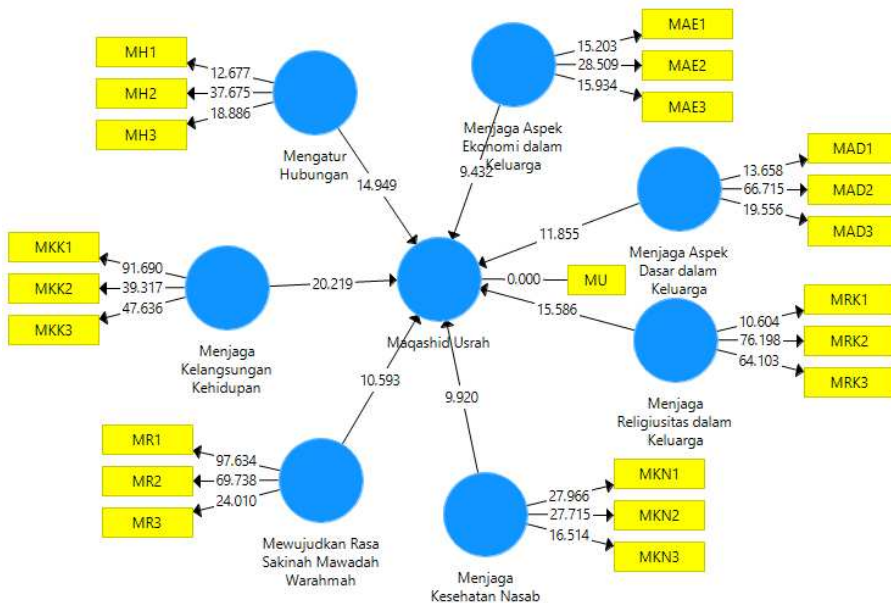 MH1
MH2
MH3
12.677
37.675
18.886
Mengatur
Hubungan
14.949
MAE1
MAE2
MAE3
15.203
28.509
15.934
Menjaga Aspek
Ekonomi dalam
Keluarga
9.432
MAD1
MAD2
MAD3
13.658
66.715
19.556
Menjaga Aspek
Dasar dalam
Keluarga
11.855
MKK1
MKK2
MKK3
91.690
39.317
47.636
Menjaga
Kelangsungan
Kehidupan
20.219
Maqashid Usrah
0.000
MU
MRK1
MRK2
MRK3
10.604
76.198
64.103
Menjaga
Religiusitas dalam
Keluarga
15.586
MR1
MR2
MR3
97.634
69.738
24.010
Mewujudkan Rasa
Sakinah Mawadah
Warahmah
10.593
MKN1
MKN2
MKN3
27.966
27.715
16.514
Menjaga
Kesehatan Nasab
9.920